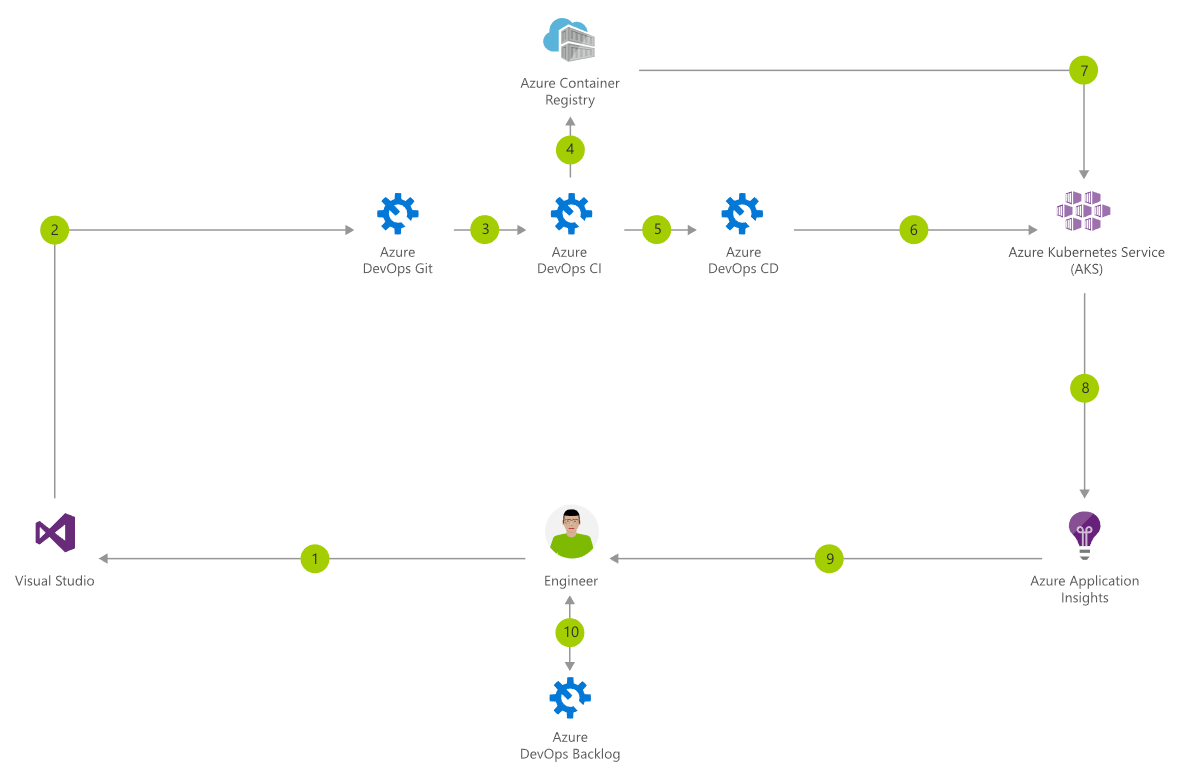 Azure Container
Registry
7
4
2
3
5
6
Azure
DevOps Git
Azure
DevOps CI
Azure
DevOps CD
Azure Kubernetes Service
(AKS)
8
1
9
Visual Studio
Engineer
Azure Application
Insights
10
Azure
DevOps Backlog